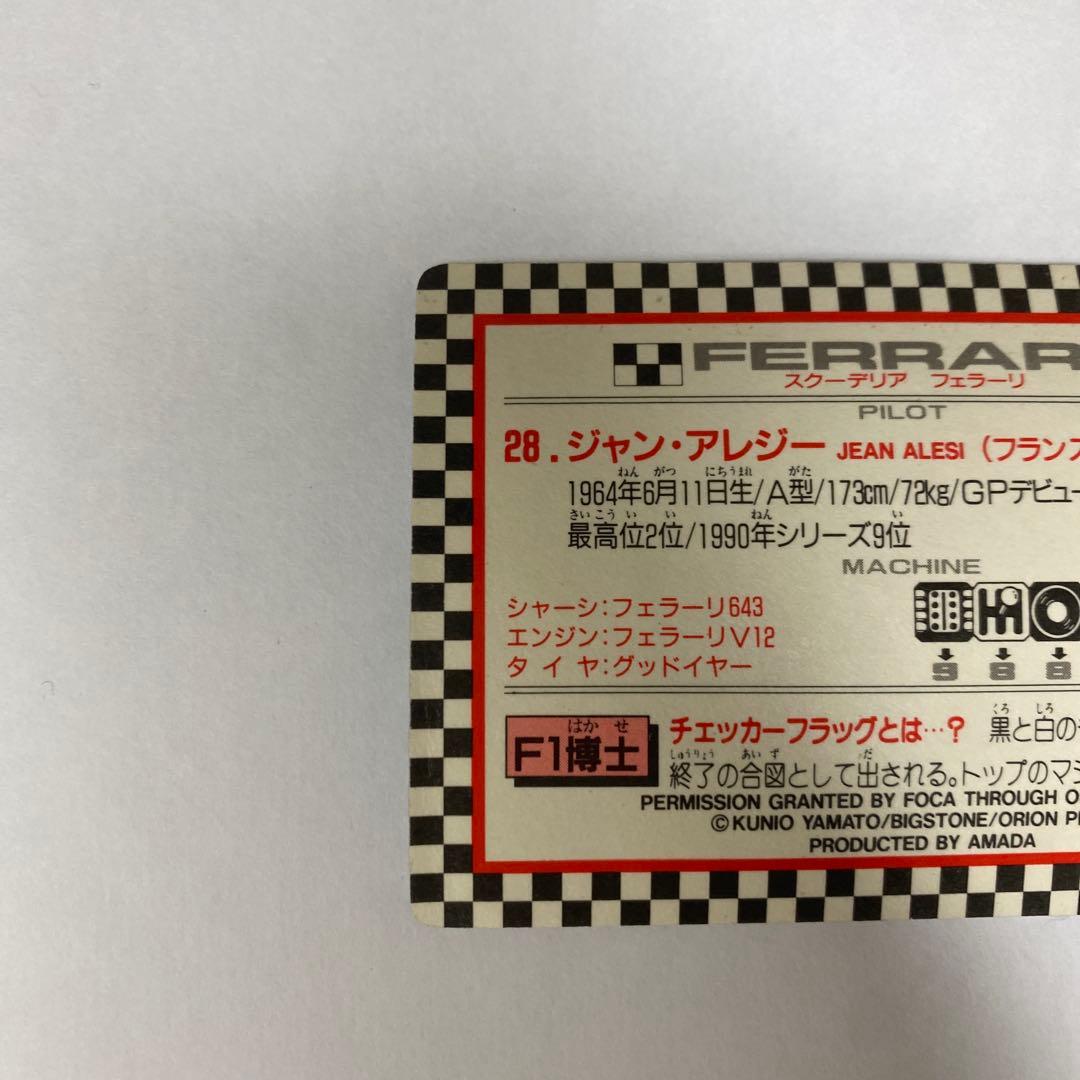 FERRAR
スクーデリア フェラーリ
PILOT
28.ジャン・アレジー JEAN ALESI (フランス
1964年6月11日生/A型/173cm/72kg/GPデビュー
最高位2位/1990年シリーズ9位
MACHINE
シャーシ:フェラーリ643
エンジン:フェラーリV12
タイヤ:グッドイヤー
9 8 8
F1博士 チェッカーフラッグとは…? 黒と白の
終了の合図として出される。トップのマシ
PERMISSION GRANTED BY FOCA THROUGH O
©KUNIO YAMATO/BIGSTONE/ORION P
PRODUCTED BY AMADA